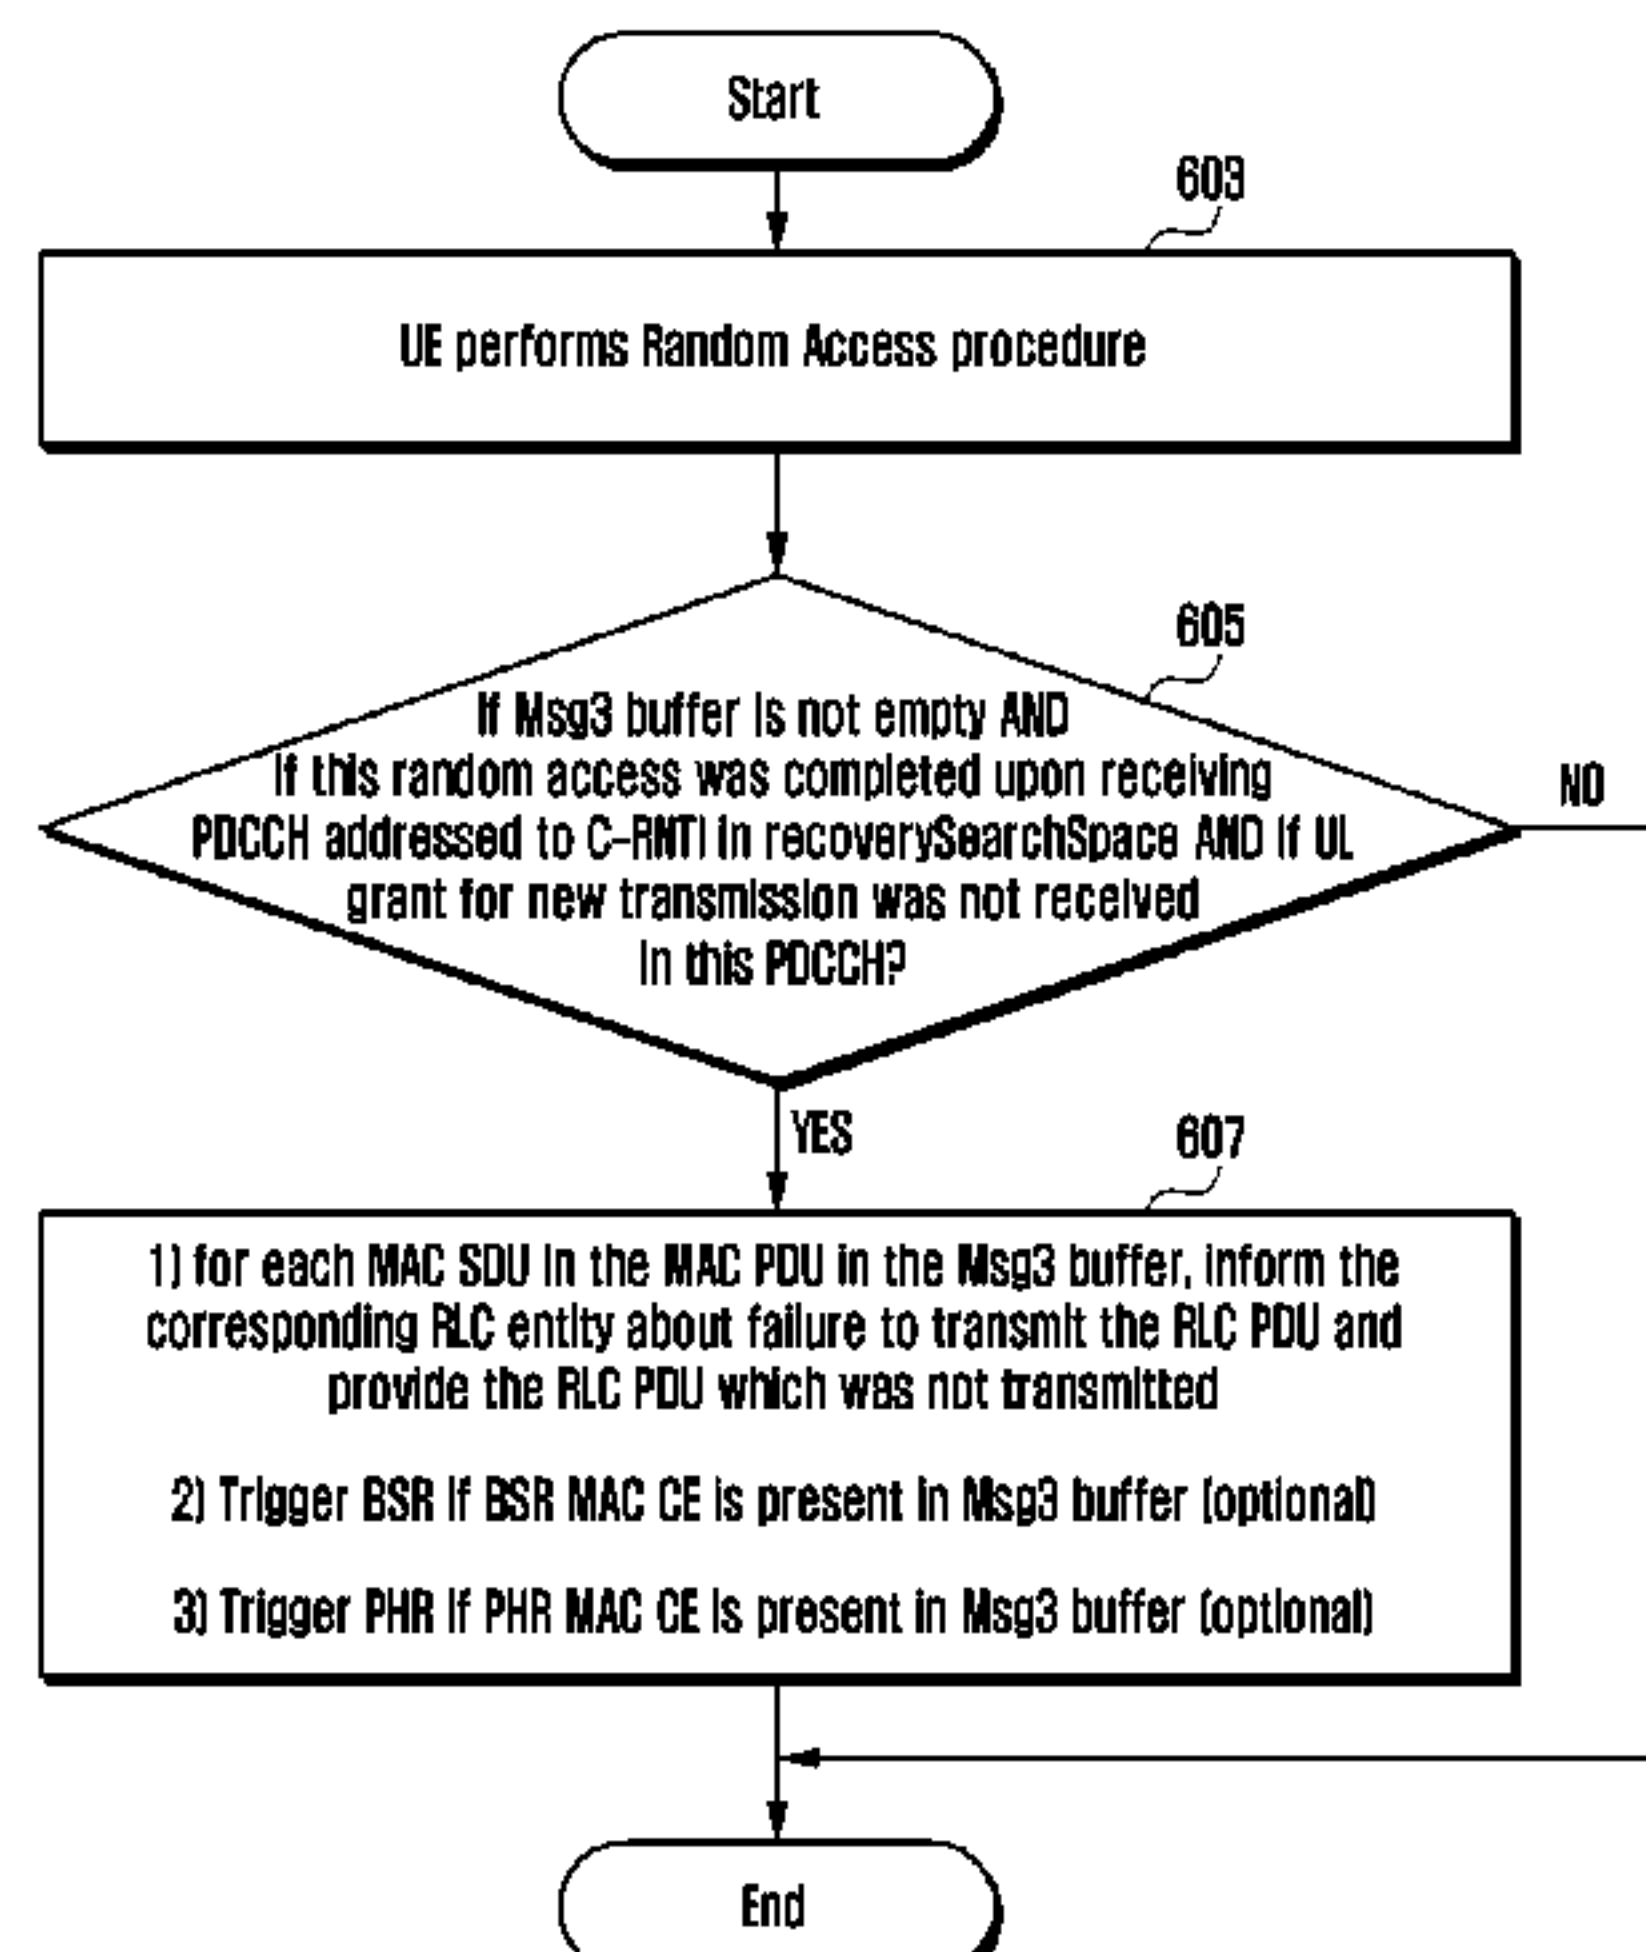 Start
603
UE performs Random Access procedure
605
If Msg3 buffer is not empty AND
If this random access was completed upon receiving
PDCCH addressed to C-RNTI in recoverySearchSpace AND if UL
grant for new transmission was not received
in this PDCCH?
NO
YES
607
1) for each MAC SDU in the MAC PDU in the Msg3 buffer, inform the
corresponding RLC entity about failure to transmit the RLC PDU and
provide the RLC PDU which was not transmitted
2) Trigger BSR if BSR MAC CE is present in Msg3 buffer (optional)
3) Trigger PHR if PHR MAC CE is present in Msg3 buffer (optional)
End